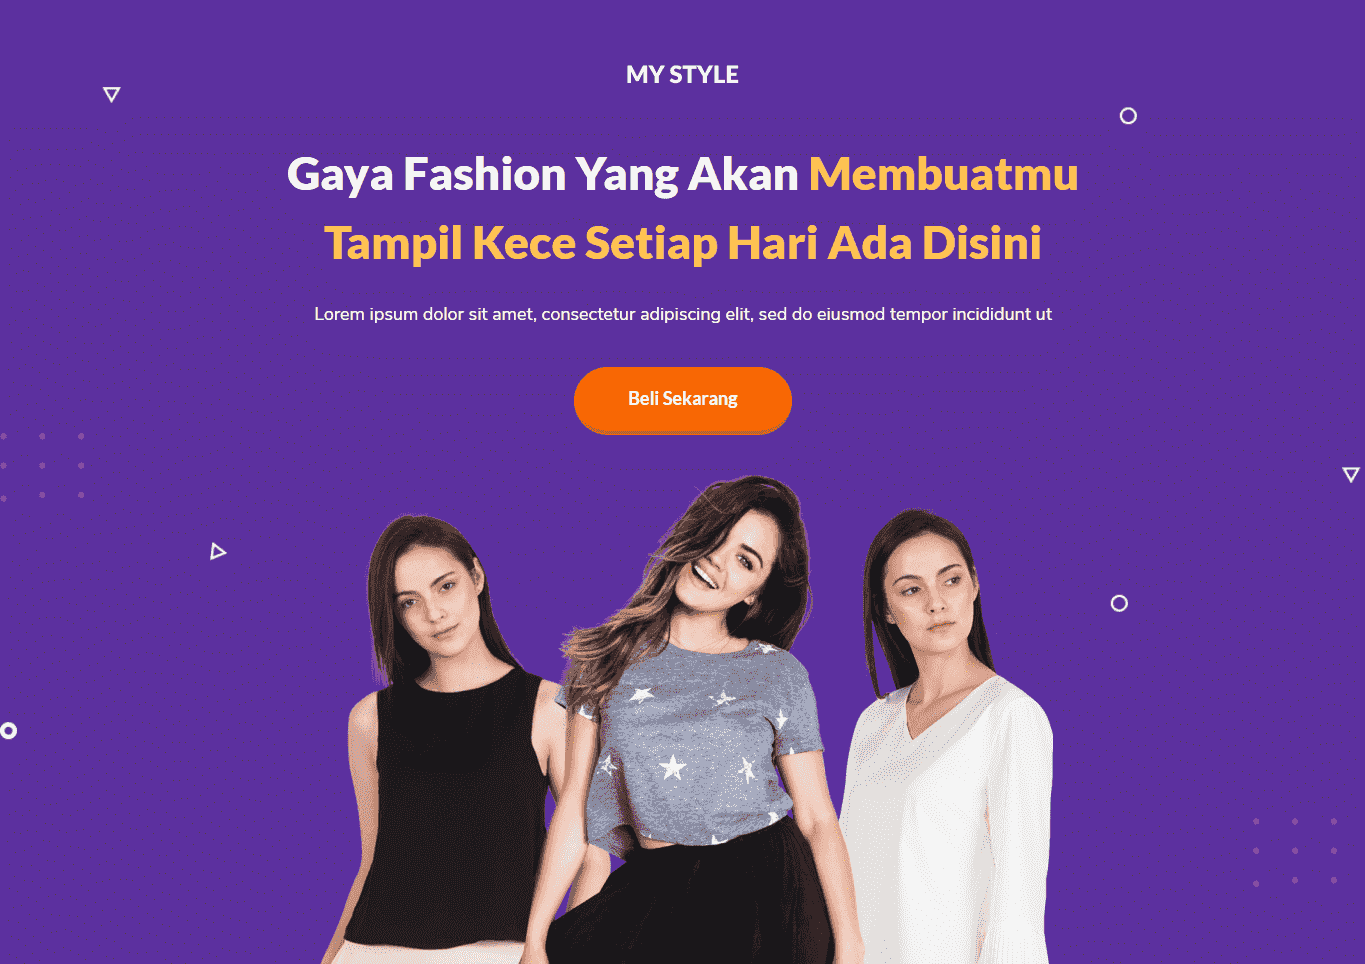 MY STYLE
Gaya Fashion Yang Akan Membuatmu
Tampil Kece Setiap Hari Ada Disini
Lorem ipsum dolor sit amet, consectetur adipiscing elit, sed do eiusmod tempor incididunt ut
Beli Sekarang